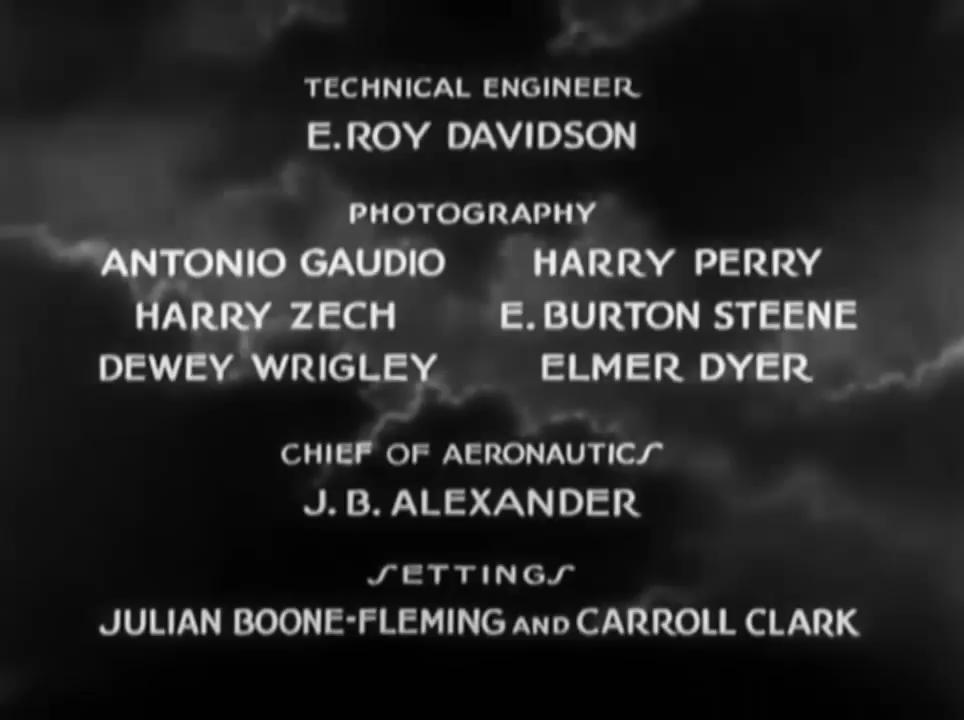 TECHNICAL ENGINEER
E. ROY DAVIDSON
PHOTOGRAPHY
ANTONIO GAUDIO HARRY PERRY
HARRY ZECH E. BURTON STEENE
DEWEY WRIGLEY ELMER DYER
CHIEF OF AERONAUTICS
J. B. ALEXANDER
SETTINGS
JULIAN BOONE-FLEMING AND CARROLL CLARK